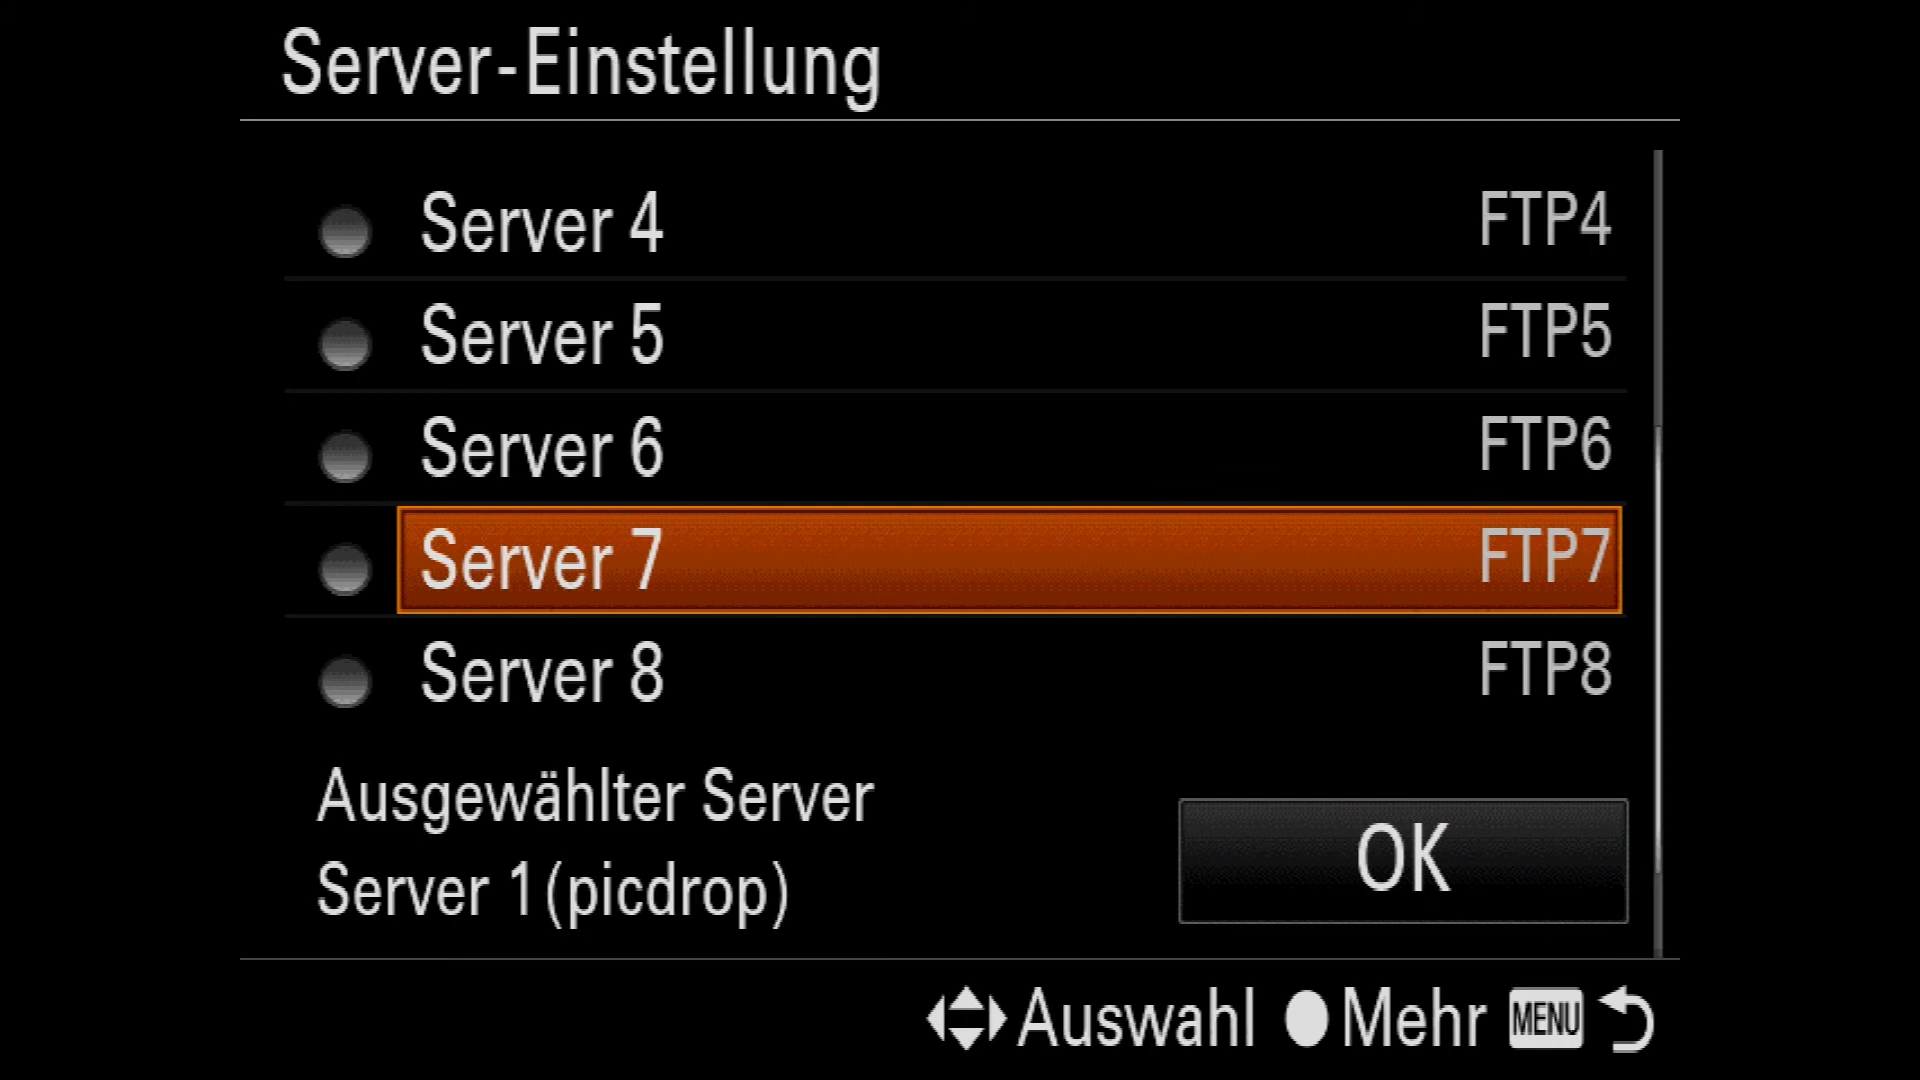 Server-Einstellung
Server 4 FTP4
Server 5 FTP5
Server 6 FTP6
Server 7 FTP7
Server 8 FTP8
Ausgewählter Server
Server 1(picdrop)
OK
Auswahl Mehr MENU